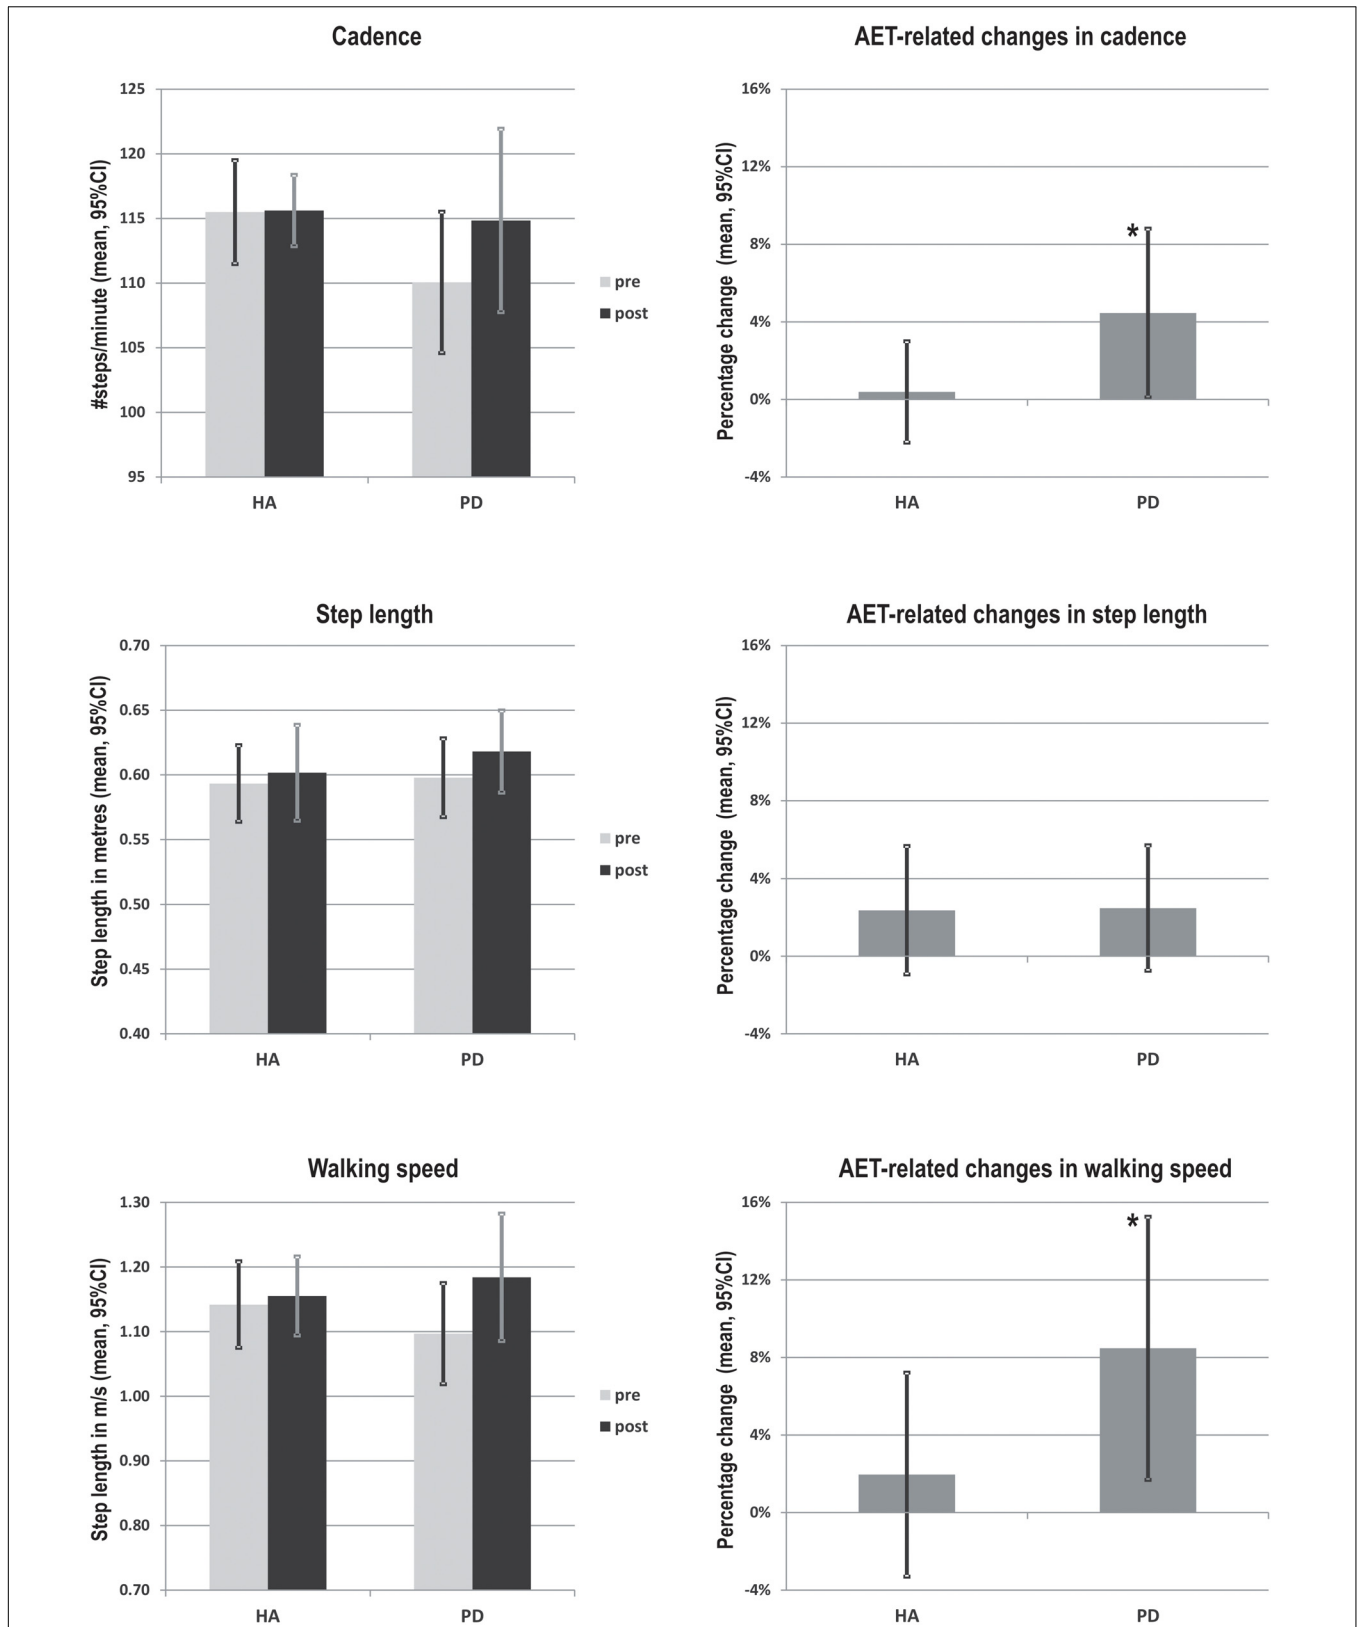 Cadence
#steps/minute (mean, 95%CI)
125
120
115
110
105
100
95
HA
PD
pre
post
AET-related changes in cadence
Percentage change (mean, 95%CI)
16%
12%
8%
4%
0%
-4%
*
HA
PD
Step length
Step length in metres (mean, 95%CI)
0.70
0.65
0.60
0.55
0.50
0.45
0.40
HA
PD
pre
post
AET-related changes in step length
Percentage change (mean, 95%CI)
16%
12%
8%
4%
0%
-4%
HA
PD
Walking speed
Step length in m/s (mean, 95%CI)
1.30
1.20
1.10
1.00
0.90
0.80
0.70
HA
PD
pre
post
AET-related changes in walking speed
Percentage change (mean, 95%CI)
16%
12%
8%
4%
0%
-4%
*
HA
PD